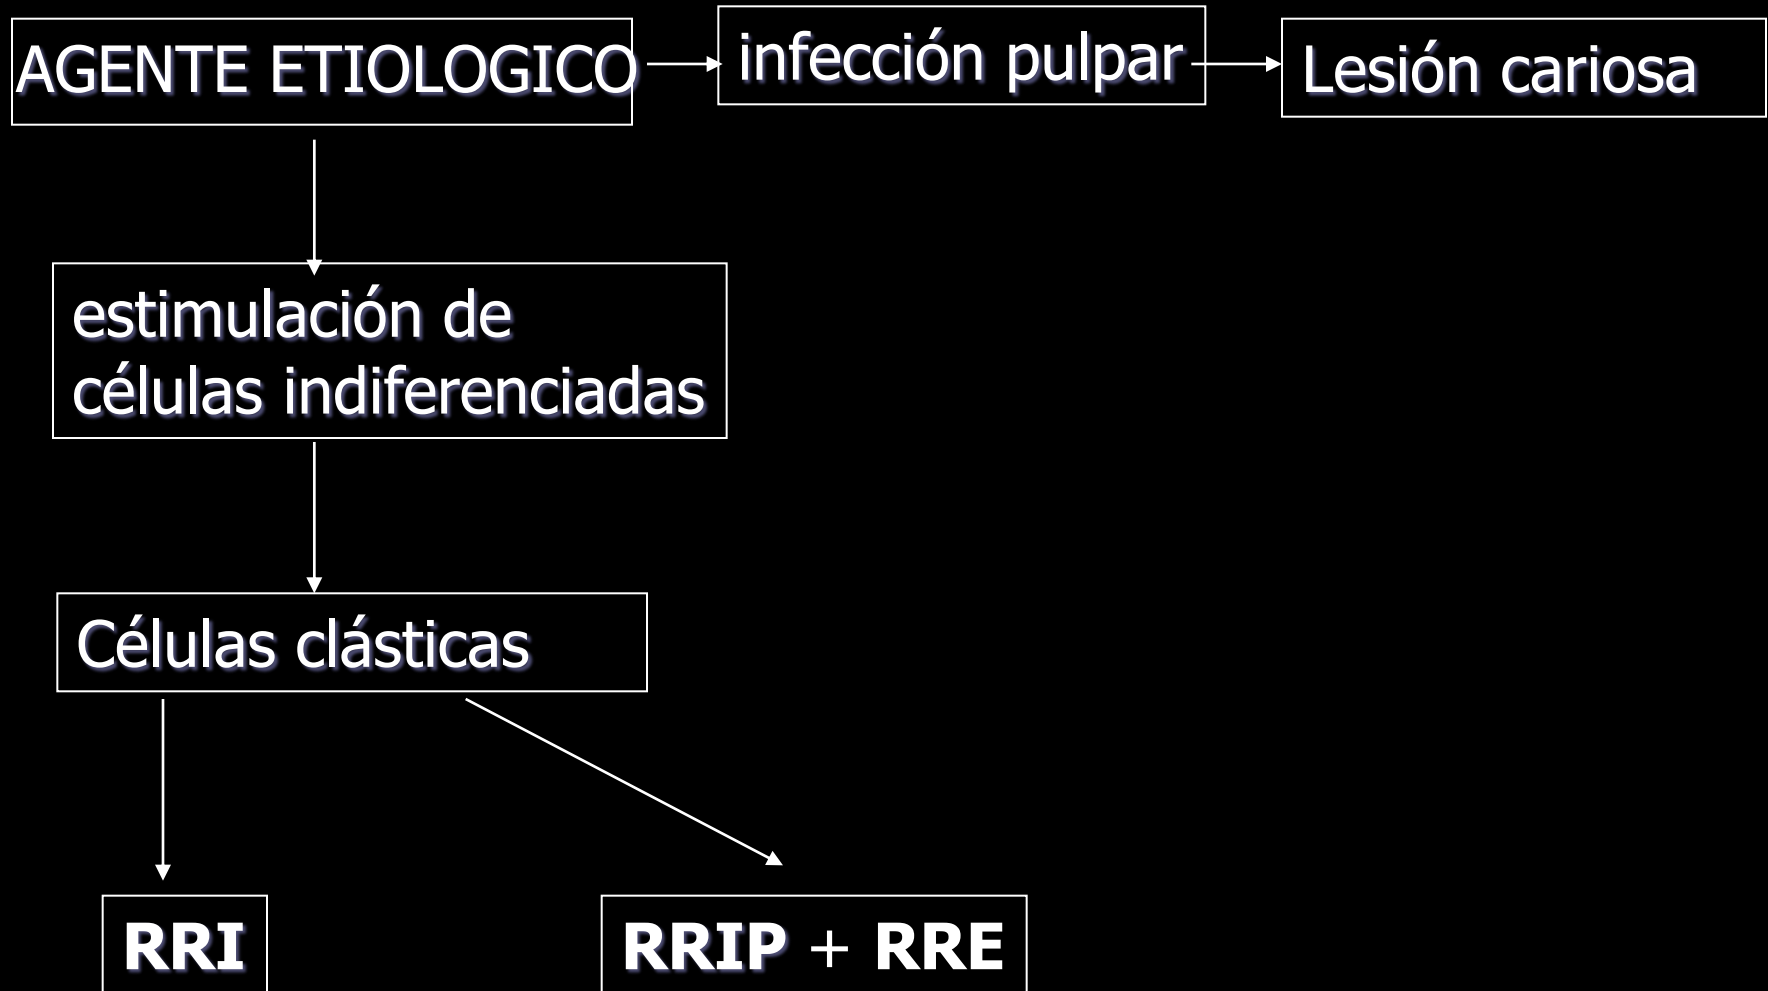 AGENTE ETIOLOGICO
infección pulpar
Lesión cariosa
estimulación de
células indiferenciadas
Células clásticas
RRI
RRIP + RRE